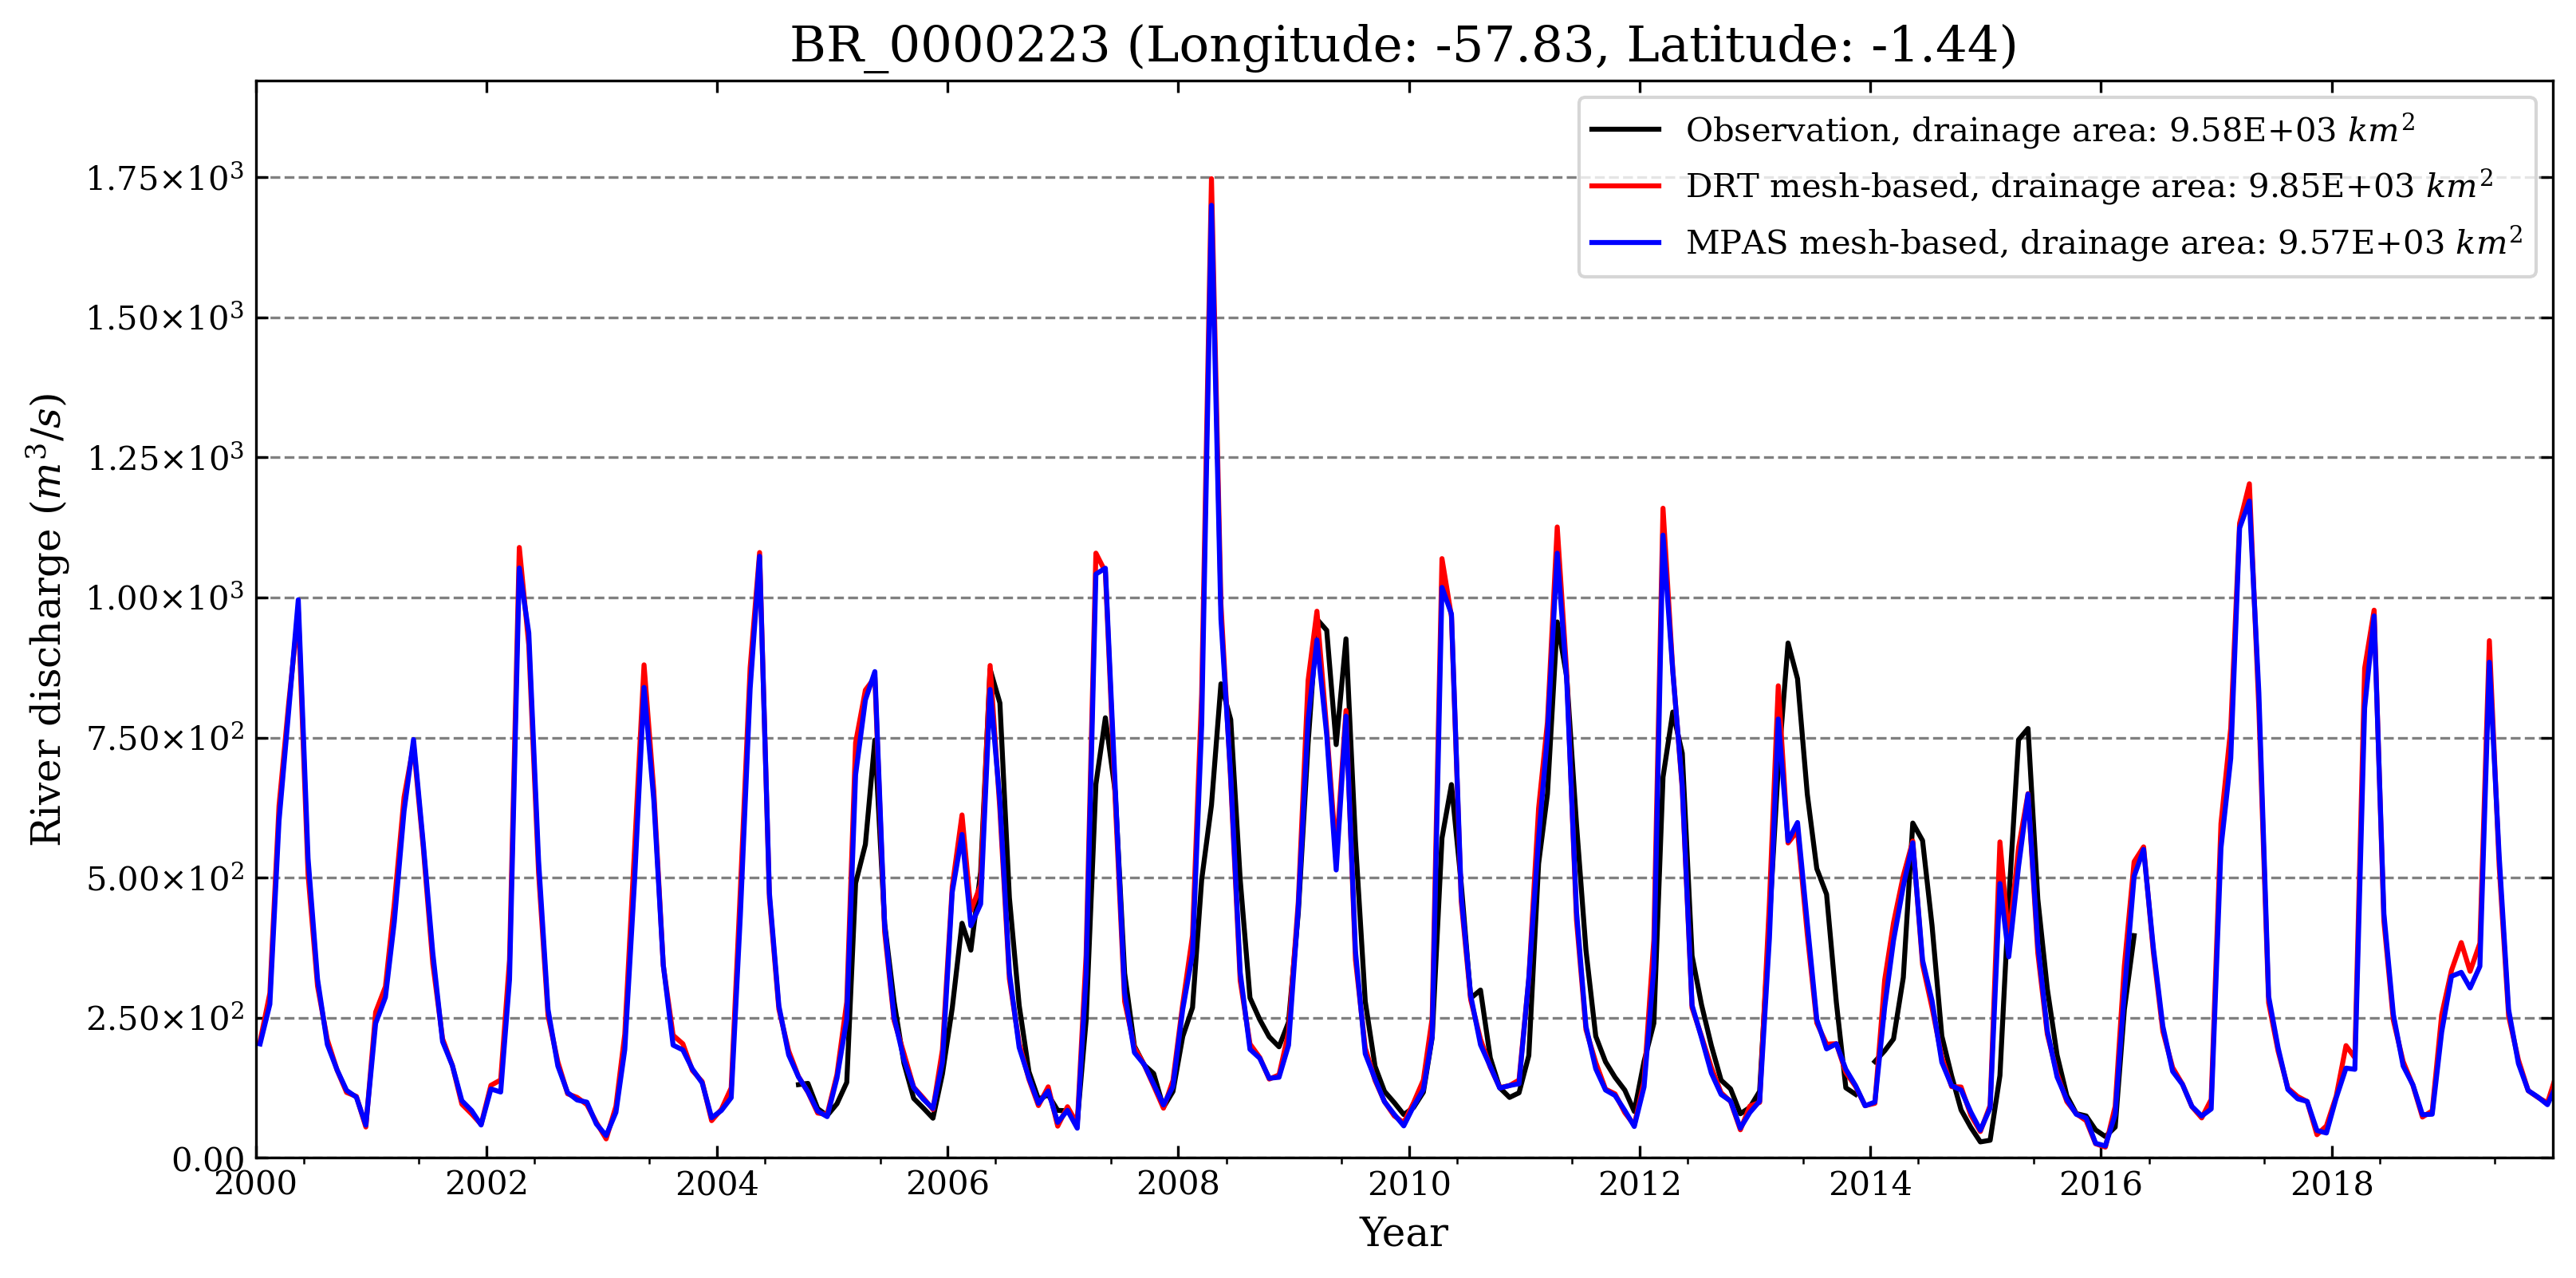 BR_0000223 (Longitude: -57.83, Latitude: -1.44)
Observation, drainage area: 9.58E+03 km²
DRT mesh-based, drainage area: 9.85E+03 km²
MPAS mesh-based, drainage area: 9.57E+03 km²
River discharge (m³/s)
1.75×10³
1.50×10³
1.25×10³
1.00×10³
7.50×10²
5.00×10²
2.50×10²
0.00
2000 2002 2004 2006 2008 2010 2012 2014 2016 2018
Year